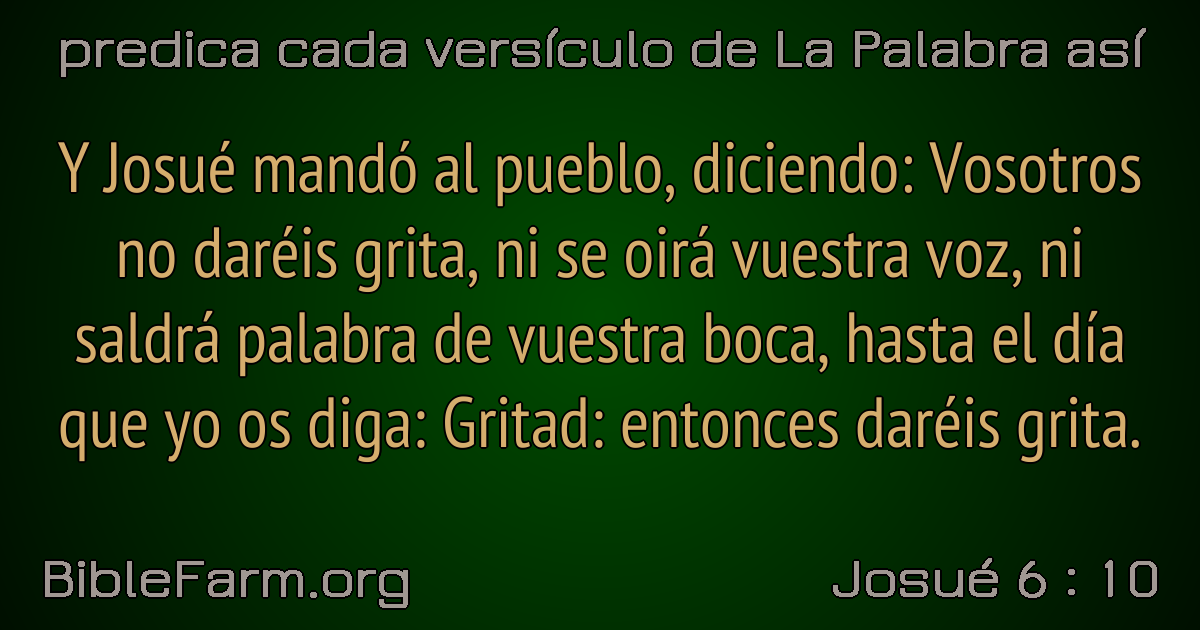 predica cada versículo de La Palabra así
Y Josué mandó al pueblo, diciendo: Vosotros
no daréis grita, ni se oirá vuestra voz, ni
saldrá palabra de vuestra boca, hasta el día
que yo os diga: Gritad: entonces daréis grita.
BibleFarm.org
Josué 6 : 10